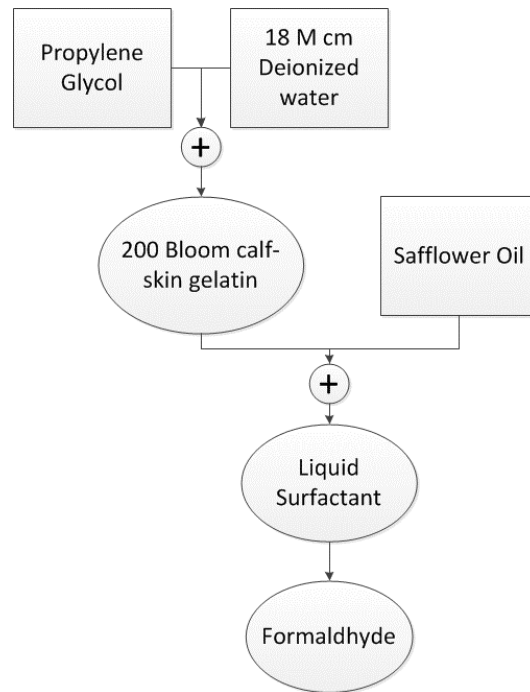 Propylene
Glycol
18 M cm
Deionized
water
+
200 Bloom calf-
skin gelatin
Safflower Oil
+
Liquid
Surfactant
Formaldhyde